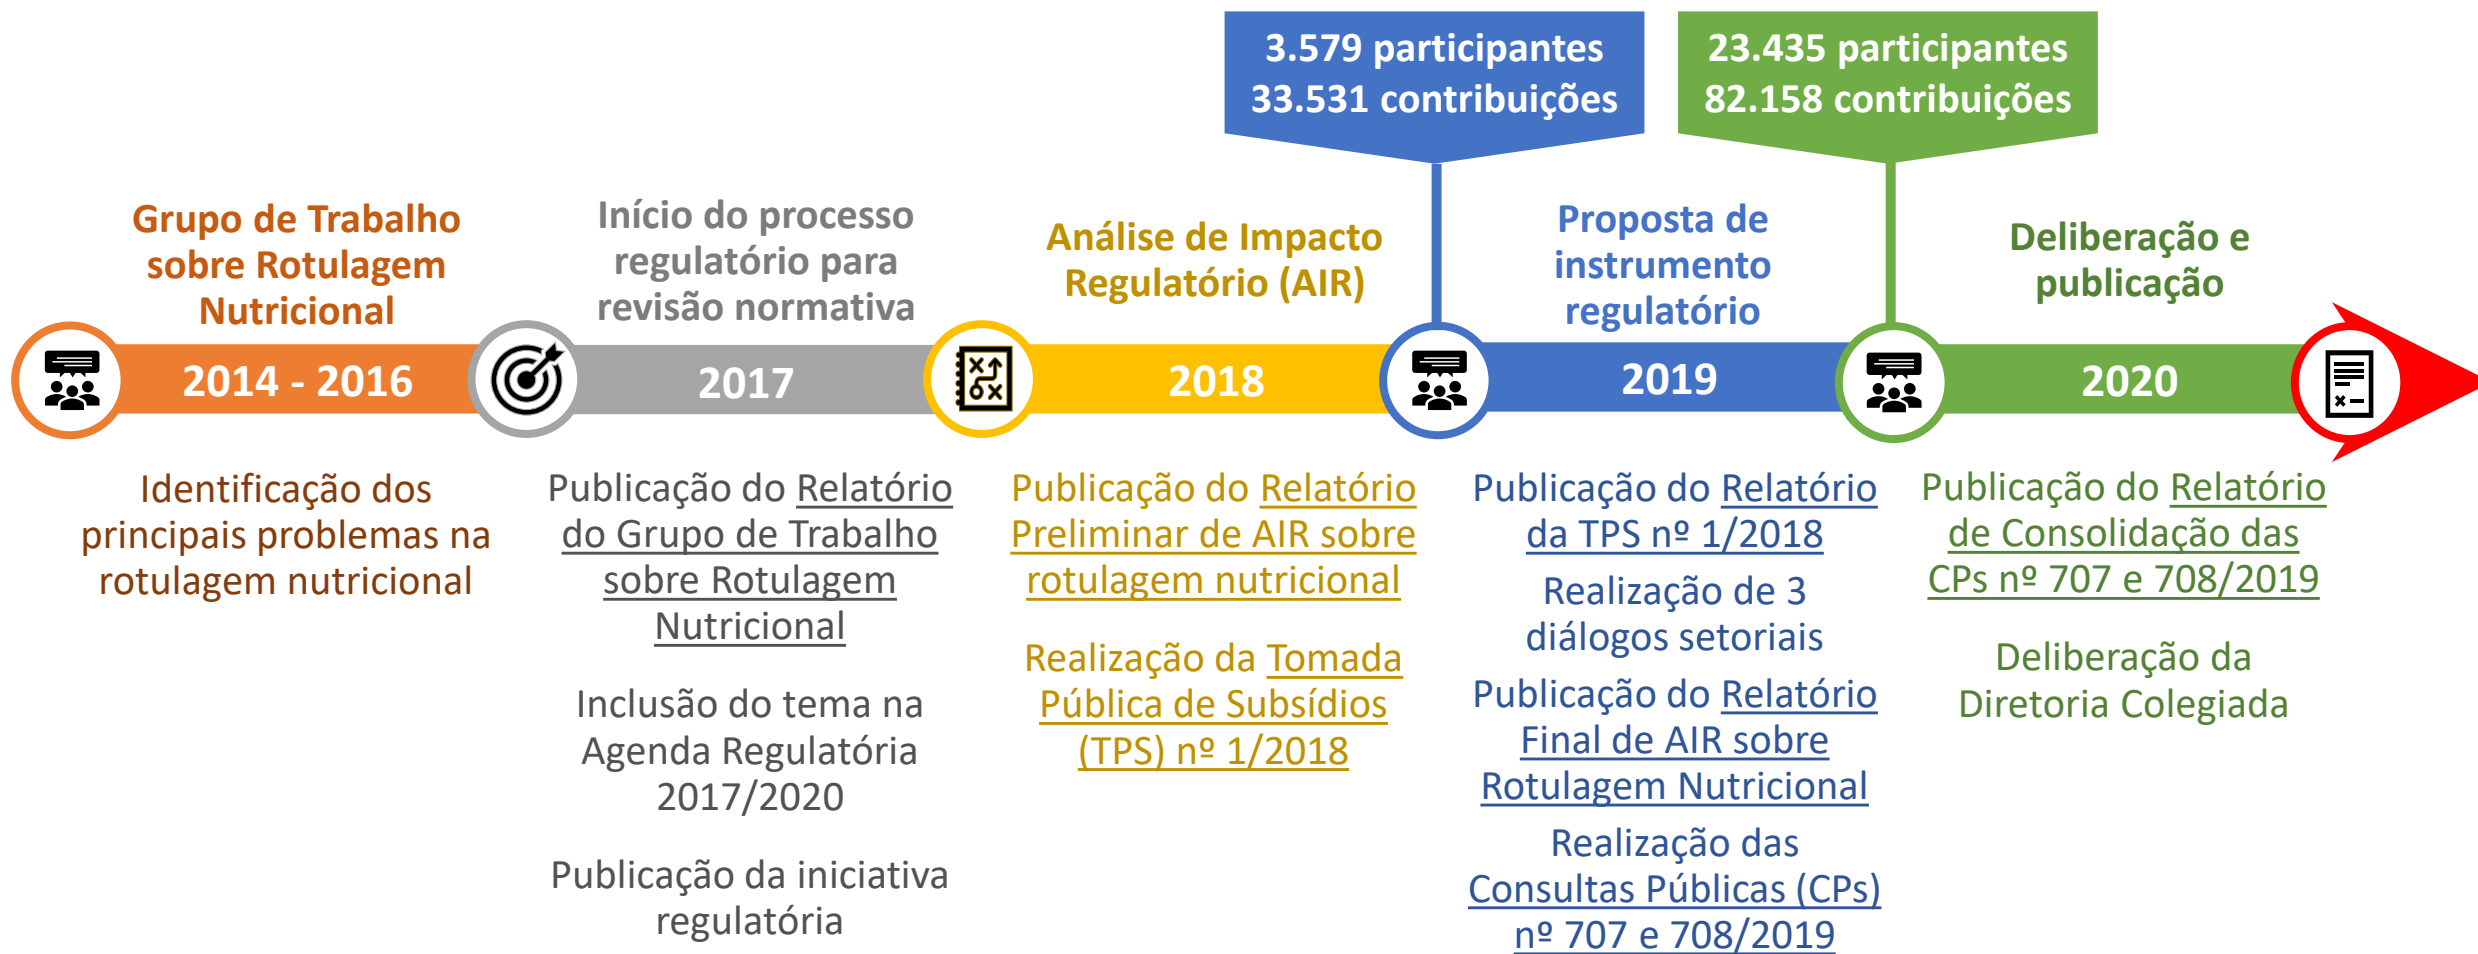 3.579 participantes
33.531 contribuições
23.435 participantes
82.158 contribuições
Grupo de Trabalho
sobre Rotulagem
Nutricional
Início do processo
regulatório para
revisão normativa
Análise de Impacto
Regulatório (AIR)
Proposta de
instrumento
regulatório
Deliberação e
publicação
2014 - 2016
2017
2018
2019
2020
Identificação dos
principais problemas na
rotulagem nutricional
Publicação do Relatório
do Grupo de Trabalho
sobre Rotulagem
Nutricional
Inclusão do tema na
Agenda Regulatória
2017/2020
Publicação da iniciativa
regulatória
Publicação do Relatório
Preliminar de AIR sobre
rotulagem nutricional
Realização da Tomada
Pública de Subsídios
(TPS) nº 1/2018
Publicação do Relatório
da TPS nº 1/2018
Realização de 3
diálogos setoriais
Publicação do Relatório
Final de AIR sobre
Rotulagem Nutricional
Realização das
Consultas Públicas (CPs)
nº 707 e 708/2019
Publicação do Relatório
de Consolidação das
CPs nº 707 e 708/2019
Deliberação da
Diretoria Colegiada